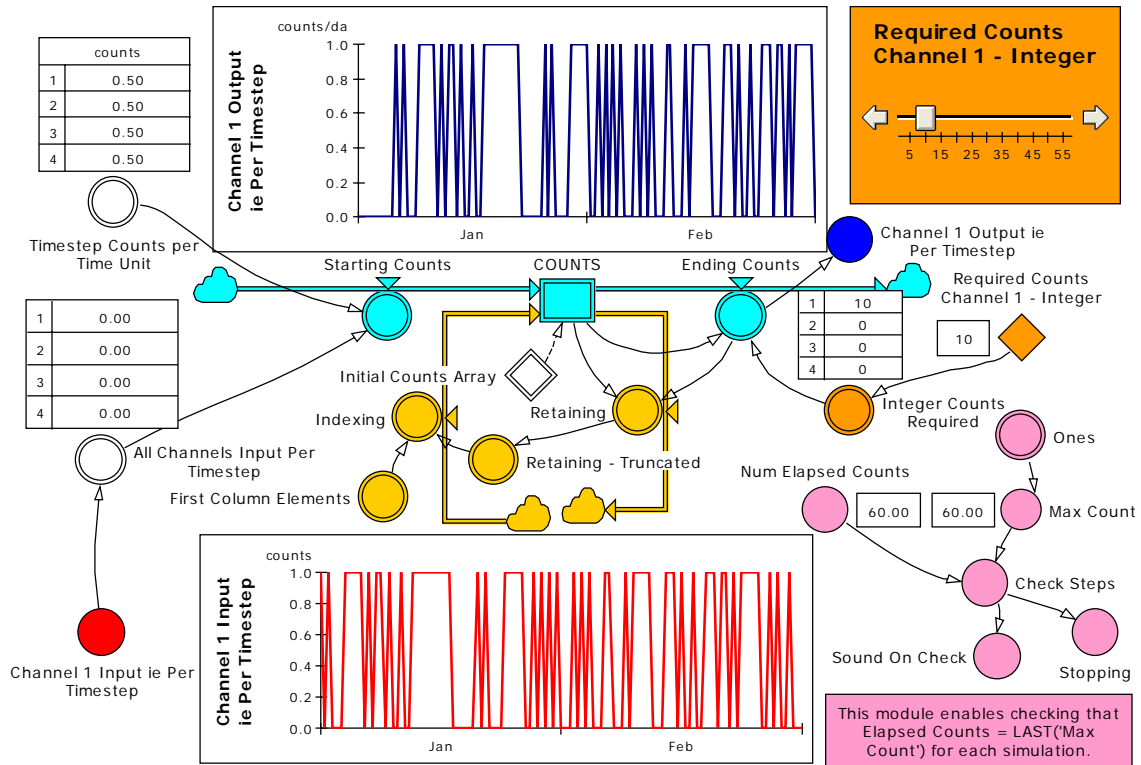 counts
1 0.50
2 0.50
3 0.50
4 0.50
counts/da
1.0
0.8
0.6
0.4
0.2
0.0
Jan Feb
Channel 1 Output
ie Per Timestep
Required Counts
Channel 1 - Integer
5 15 25 35 45 55
Timestep Counts per
Time Unit
Starting Counts
COUNTS
Ending Counts
Channel 1 Output ie
Per Timestep
Required Counts
Channel 1 - Integer
10
1 10
2 0
3 0
4 0
1 0.00
2 0.00
3 0.00
4 0.00
Initial Counts Array
Indexing
Retaining
Integer Counts
Required
Ones
All Channels Input Per
Timestep
Retaining - Truncated
First Column Elements
Num Elapsed Counts
60.00
60.00
Max Count
Check Steps
Sound On Check
Stopping
counts
1.0
0.8
0.6
0.4
0.2
0.0
Jan Feb
Channel 1 Input
ie Per Timestep
Channel 1 Input ie Per
Timestep
This module enables checking that
Elapsed Counts = LAST('Max
Count') for each simulation.